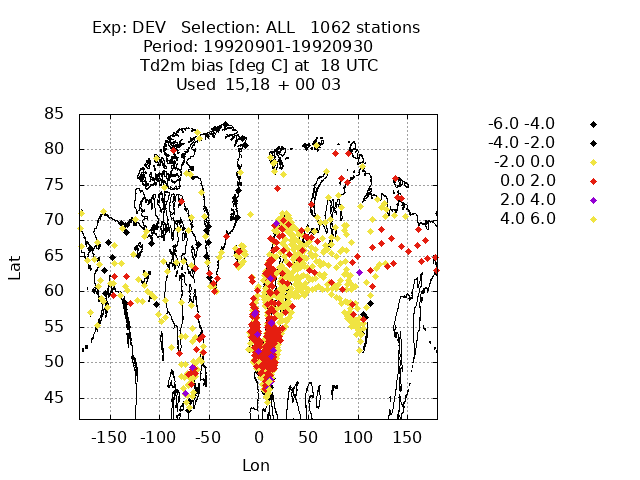 Exp: DEV   Selection: ALL   1062 stations
Period: 19920901-19920930
Td2m bias [deg C] at  18 UTC
Used  15,18 + 00 03
-6.0 -4.0
-4.0 -2.0
-2.0 0.0
0.0 2.0
2.0 4.0
4.0 6.0
85
80
75
70
65
60
55
50
45
Lat
-150 -100 -50 0 50 100 150
Lon